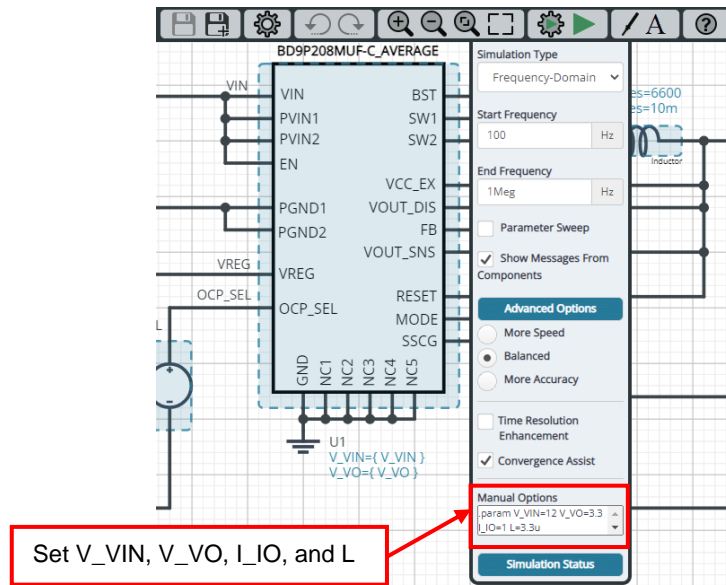 A
?
BD9P208MUF-C_AVERAGE
VIN
VIN
PVIN1
PVIN2
EN
PGND1
PGND2
VREG
VREG
OCP_SEL
OCP_SEL
L
BST
SW1
SW2
VCC_EX
VOUT_DIS
FB
VOUT_SNS
RESET
MODE
SSCG
GND
NC1
NC2
NC3
NC4
NC5
U1
V_VIN={ V_VIN }
V_VO={ V_VO }
Simulation Type
Frequency-Domain
Start Frequency
100 Hz
End Frequency
1Meg Hz
Parameter Sweep
Show Messages From
Components
Advanced Options
More Speed
Balanced
More Accuracy
Time Resolution
Enhancement
Convergence Assist
Manual Options
.param V_VIN=12 V_VO=3.3
I_IO=1 L=3.3u
Simulation Status
es=6600
es=10m
Inductor
Set V_VIN, V_VO, I_IO, and L